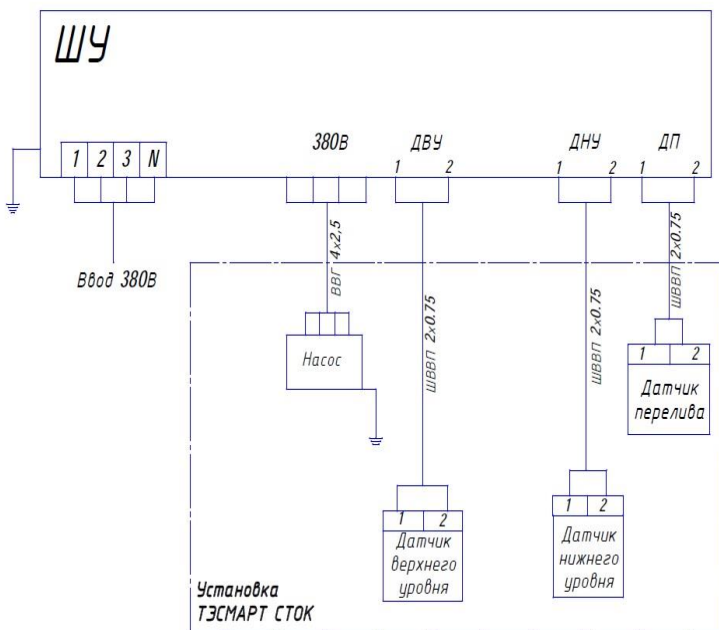 ШУ
380В ДВУ ДНУ ДП
1 2 3 N 1 2 1 2 1 2
Ввод 380В
ВВГ 4х2,5
ШВВП 2х0.75
ШВВП 2х0.75
ШВВП 2х0.75
Насос
1 2
Датчик
перелива
1 2
Датчик
верхнего
уровня
1 2
Датчик
нижнего
уровня
Установка
ТЭСМАРТ СТОК